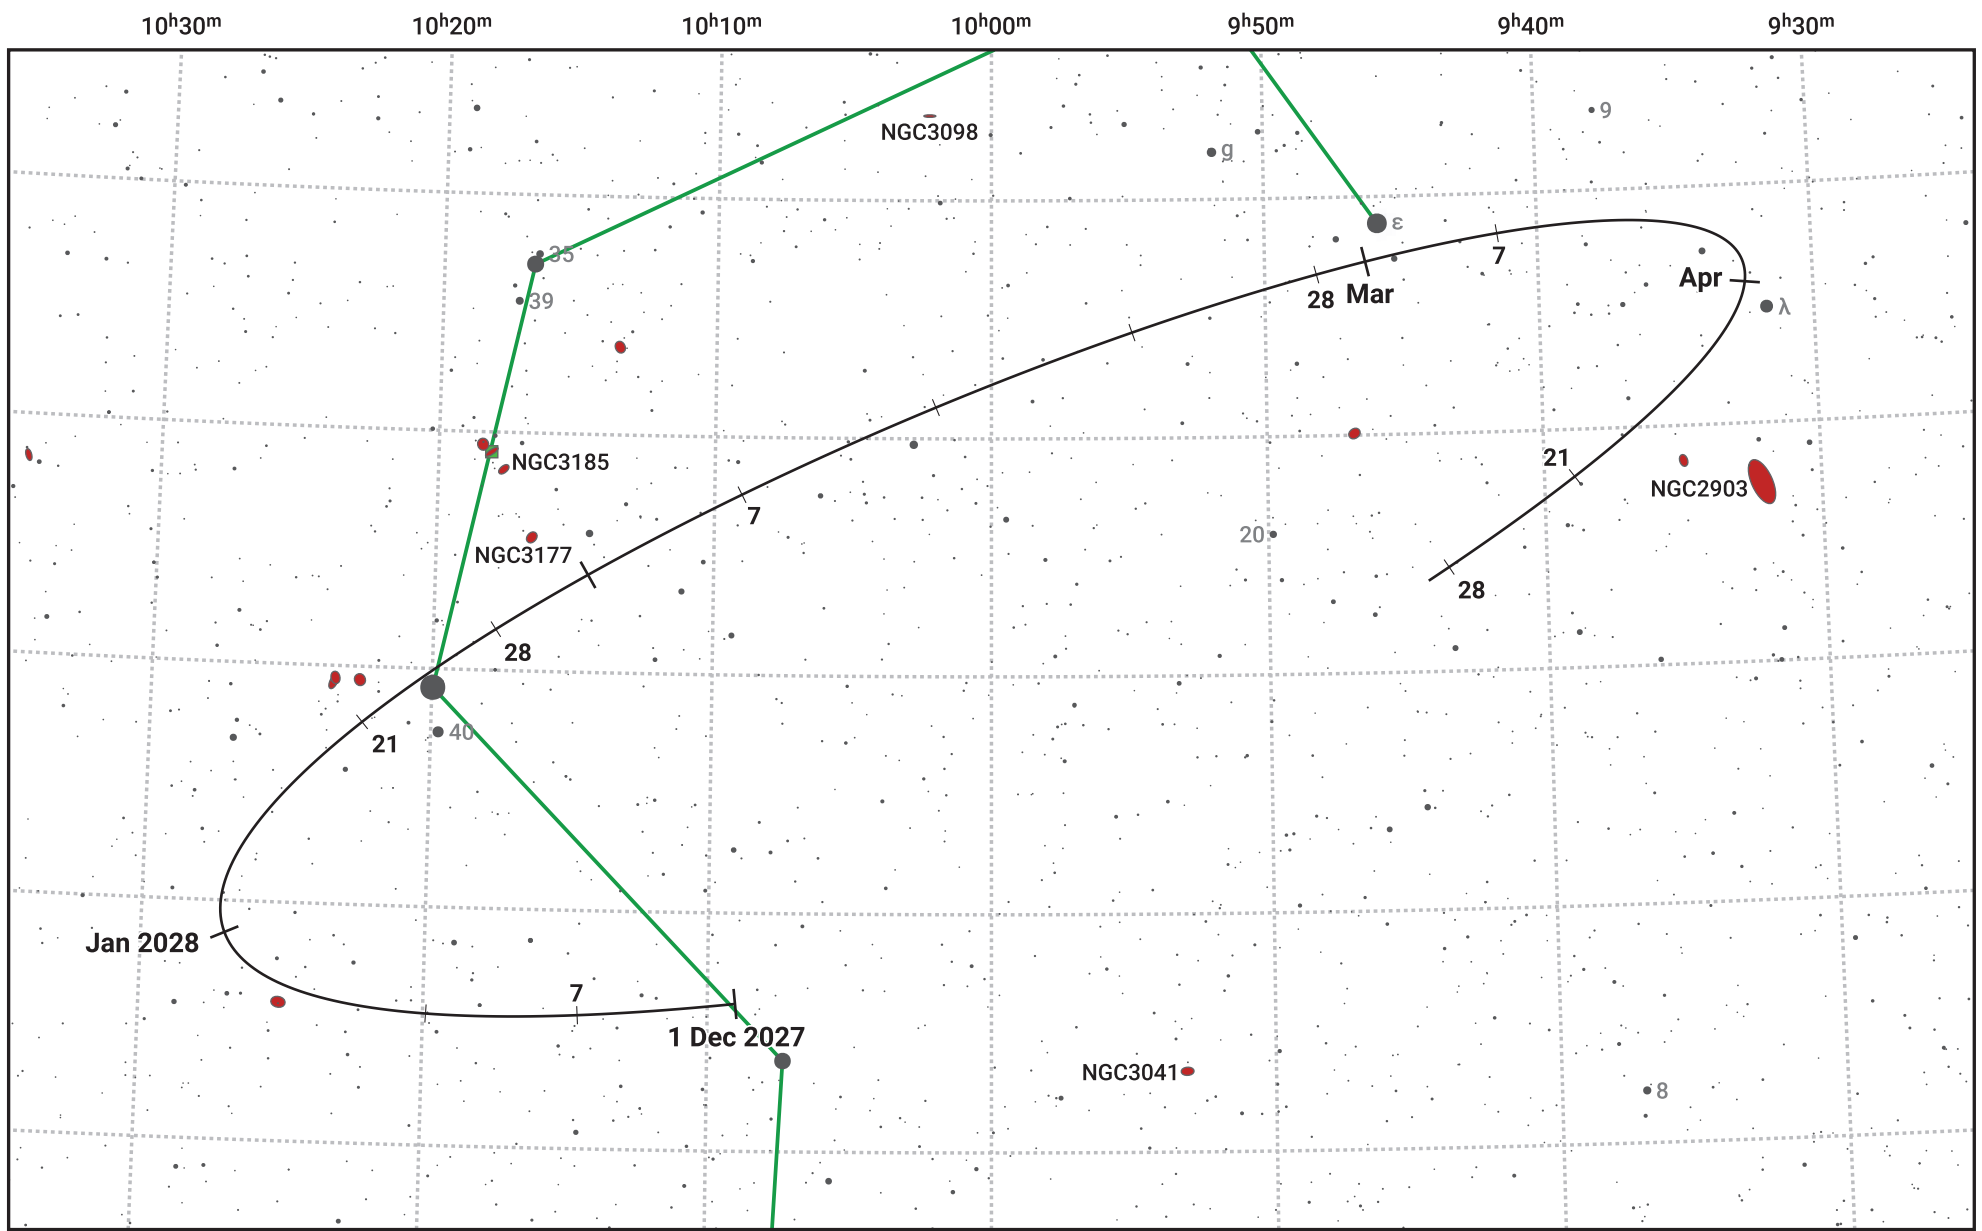 10ʰ30ᵐ 10ʰ20ᵐ 10ʰ10ᵐ 10ʰ00ᵐ 9ʰ50ᵐ 9ʰ40ᵐ 9ʰ30ᵐ
9
NGC3098
g
ε
35
7
39
28
Mar
Apr
λ
NGC3185
21
NGC2903
7
20
NGC3177
28
28
40
21
Jan 2028
7
1 Dec 2027
NGC3041
8